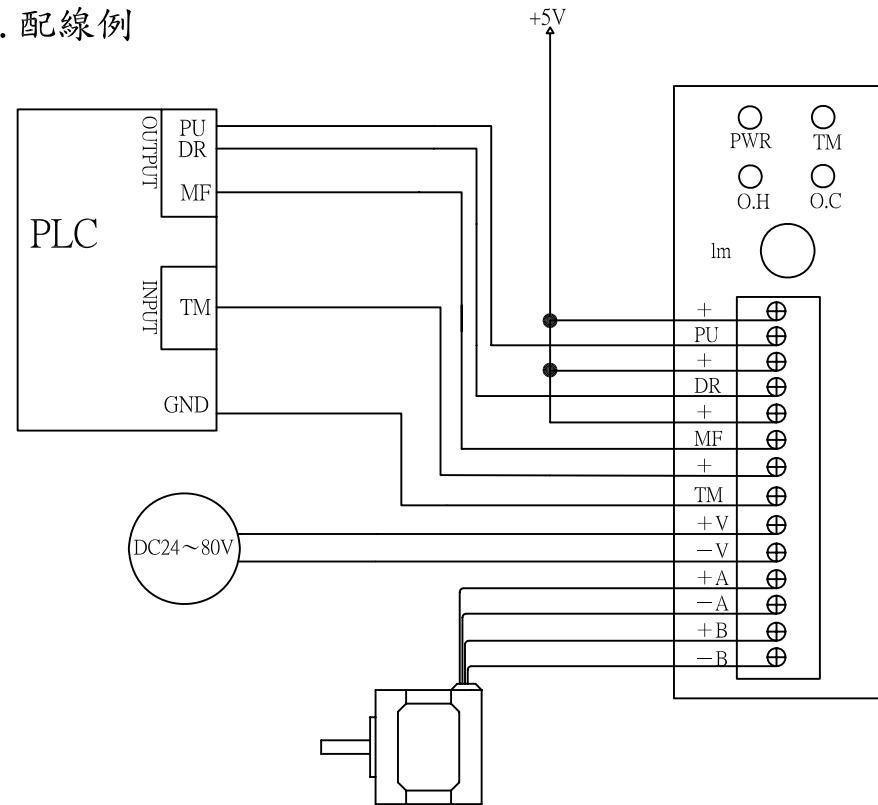 . 配線例
+5V
PLC
OUTPUT
PU
DR
MF
INPUT
TM
GND
DC24～80V
PWR
TM
O.H
O.C
lm
+
PU
+
DR
+
MF
+
TM
+V
−V
+A
−A
+B
−B